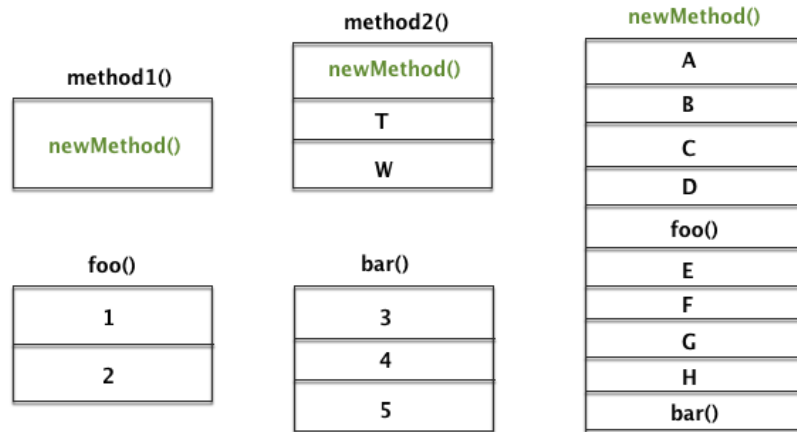 method1()
newMethod()
method2()
newMethod()
T
W
newMethod()
A
B
C
D
foo()
E
F
G
H
bar()
foo()
1
2
bar()
3
4
5